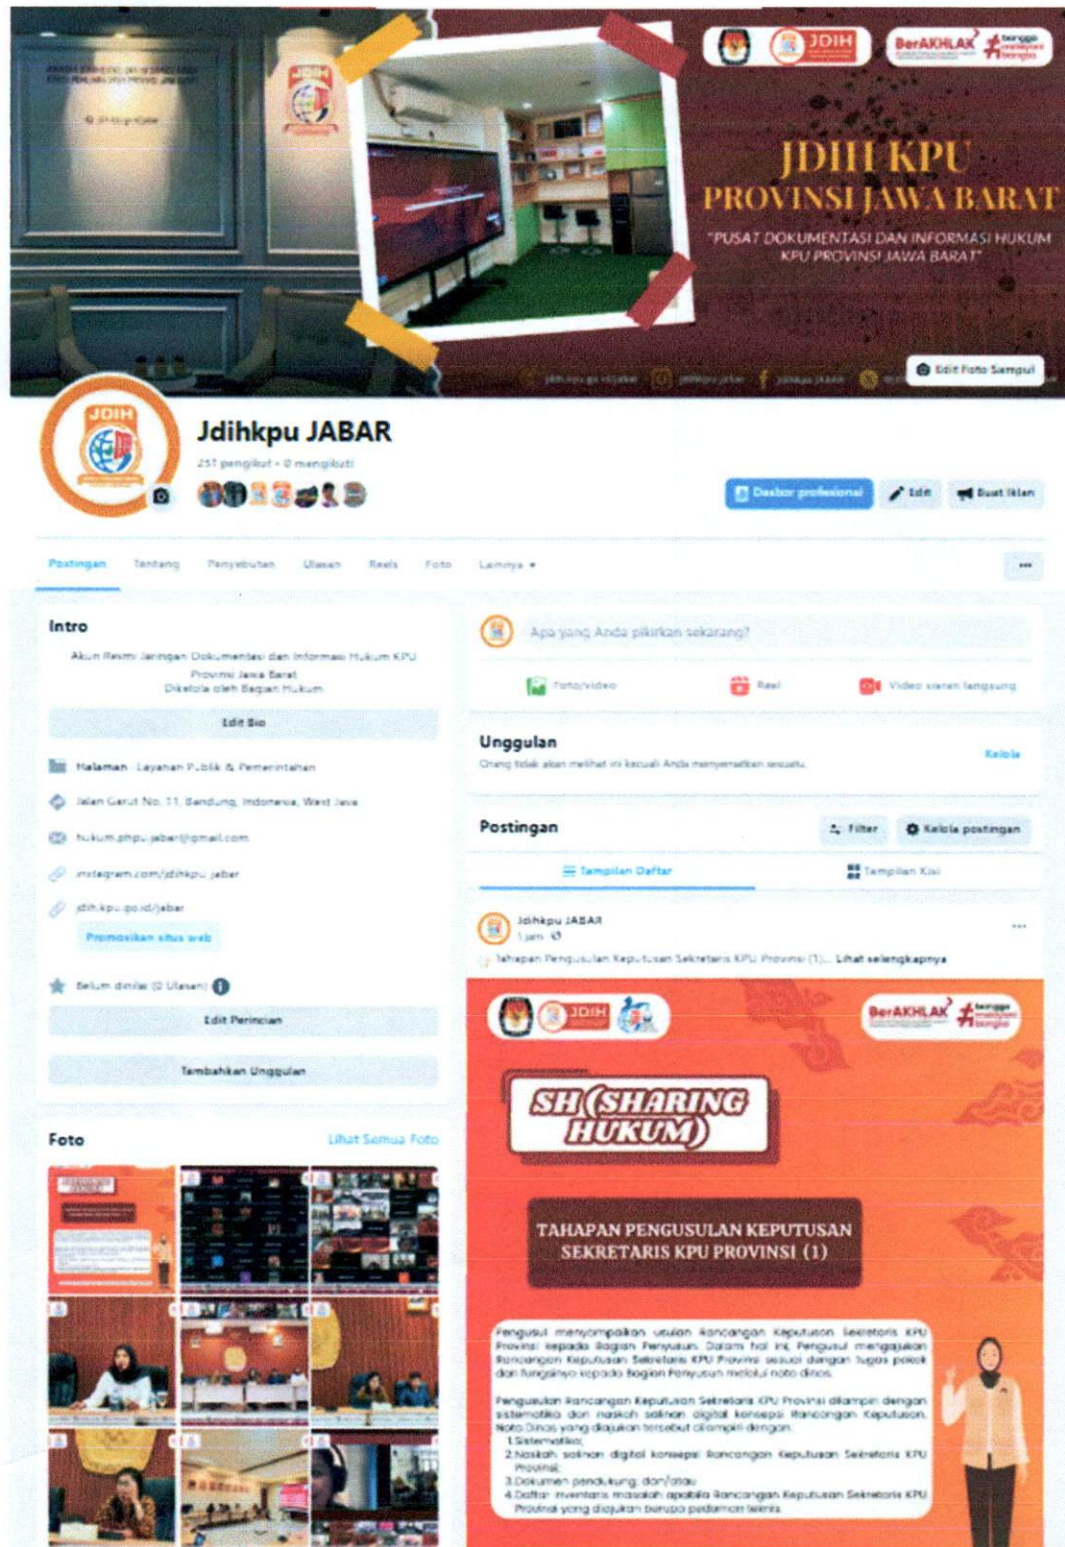 JDIH
BerAKHLAK
#bangga melayani bangsa
JDIH KPU
PROVINSI JAWA BARAT
"PUSAT DOKUMENTASI DAN INFORMASI HUKUM
KPU PROVINSI JAWA BARAT"
Edit Foto Sampul
JDIH
Jdihkpu JABAR
251 pengikut • 0 mengikuti
Dasbor profesional
Edit
Buat Iklan
Postingan
Tentang
Penyebutan
Ulasan
Reels
Foto
Lainnya
Intro
Akun Resmi Jaringan Dokumentasi dan Informasi Hukum KPU
Provinsi Jawa Barat
Dikelola oleh Bagian Hukum
Edit Bio
Halaman · Layanan Publik & Pemerintahan
Jalan Garut No. 11, Bandung, Indonesia, West Java
hukum.phpu.jabar@gmail.com
instagram.com/jdihkpu_jabar
jdih.kpu.go.id/jabar
Promosikan situs web
Belum dinilai (0 Ulasan)
Edit Perincian
Tambahkan Unggulan
Foto
Lihat Semua Foto
Apa yang Anda pikirkan sekarang?
Foto/video
Reel
Video siaran langsung
Unggulan
Kelola
Orang tidak akan melihat ini kecuali Anda menyematkan sesuatu.
Postingan
Filter
Kelola postingan
Tampilan Daftar
Tampilan Kisi
Jdihkpu JABAR
1 jam
Tahapan Pengusulan Keputusan Sekretaris KPU Provinsi (1)... Lihat selengkapnya
JDIH
BerAKHLAK
#bangga melayani bangsa
SH (SHARING
HUKUM)
TAHAPAN PENGUSULAN KEPUTUSAN
SEKRETARIS KPU PROVINSI (1)
Pengusul menyampaikan usulan Rancangan Keputusan Sekretaris KPU
Provinsi kepada Bagian Penyusun. Dalam hal ini, Pengusul mengajukan
Rancangan Keputusan Sekretaris KPU Provinsi sesuai dengan tugas pokok
dan fungsinya kepada Bagian Penyusun melalui nota dinas.
Pengusulan Rancangan Keputusan Sekretaris KPU Provinsi dilampiri dengan
sistematika dan naskah salinan digital konsepsi Rancangan Keputusan.
Nota Dinas yang diajukan tersebut dilampiri dengan:
1.Sistematika;
2.Naskah salinan digital konsepsi Rancangan Keputusan Sekretaris KPU
Provinsi;
3.Dokumen pendukung; dan/atau
4.Daftar inventaris masalah apabila Rancangan Keputusan Sekretaris KPU
Provinsi yang diajukan berupa pedoman teknis.